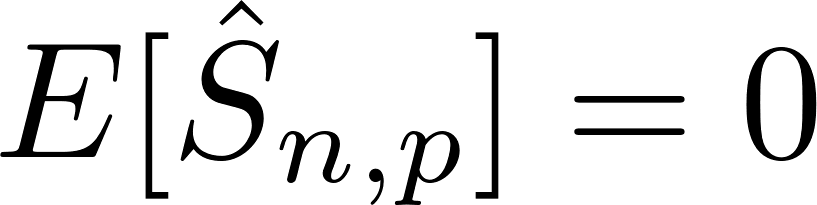 $E[\hat{S}_{n,p}] = 0$